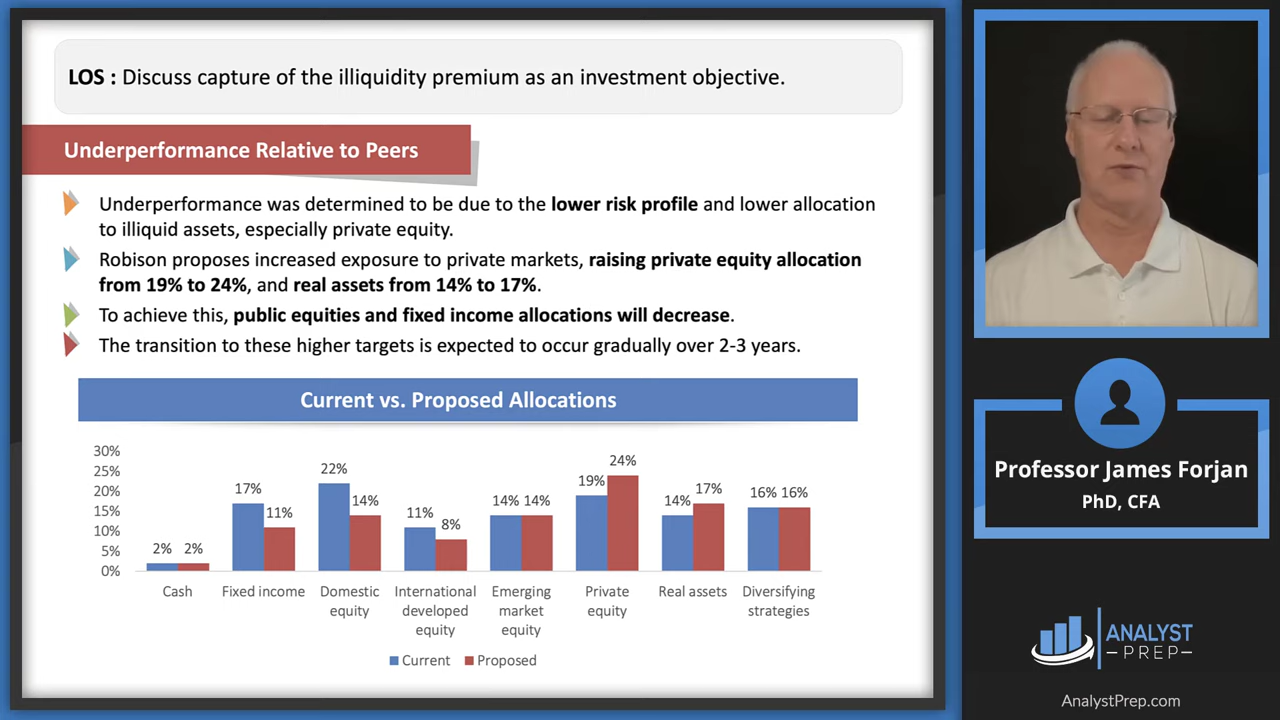 LOS : Discuss capture of the illiquidity premium as an investment objective.
Underperformance Relative to Peers
Underperformance was determined to be due to the lower risk profile and lower allocation
to illiquid assets, especially private equity.
Robison proposes increased exposure to private markets, raising private equity allocation
from 19% to 24%, and real assets from 14% to 17%.
To achieve this, public equities and fixed income allocations will decrease.
The transition to these higher targets is expected to occur gradually over 2-3 years.
Current vs. Proposed Allocations
30%
25%
20%
15%
10%
5%
0%
2% 2%
17% 11%
22% 14%
11% 8%
14% 14%
19% 24%
14% 17%
16% 16%
Cash
Fixed income
Domestic
equity
International
developed
equity
Emerging
market
equity
Private
equity
Real assets
Diversifying
strategies
Current Proposed
Professor James Forjan
PhD, CFA
ANALYST
PREP
AnalystPrep.com